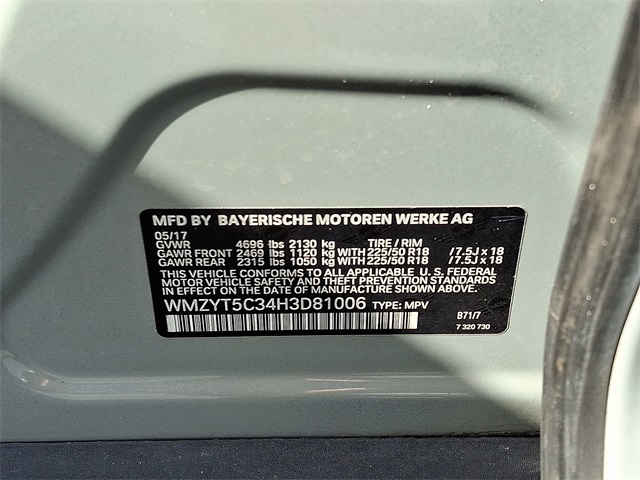 MFD BY BAYERISCHE MOTOREN WERKE AG
05/17
GVWR 4696 lbs 2130 kg TIRE / RIM
GAWR FRONT 2469 lbs 1120 kg WITH 225/50 R18 /7.5J x 18
GAWR REAR 2315 lbs 1050 kg WITH 225/50 R18 /7.5J x 18
THIS VEHICLE CONFORMS TO ALL APPLICABLE U. S. FEDERAL
MOTOR VEHICLE SAFETY AND THEFT PREVENTION STANDARDS
IN EFFECT ON THE DATE OF MANUFACTURE SHOWN ABOVE.
WMZYT5C34H3D81006 TYPE: MPV
B71/7
7 320 730